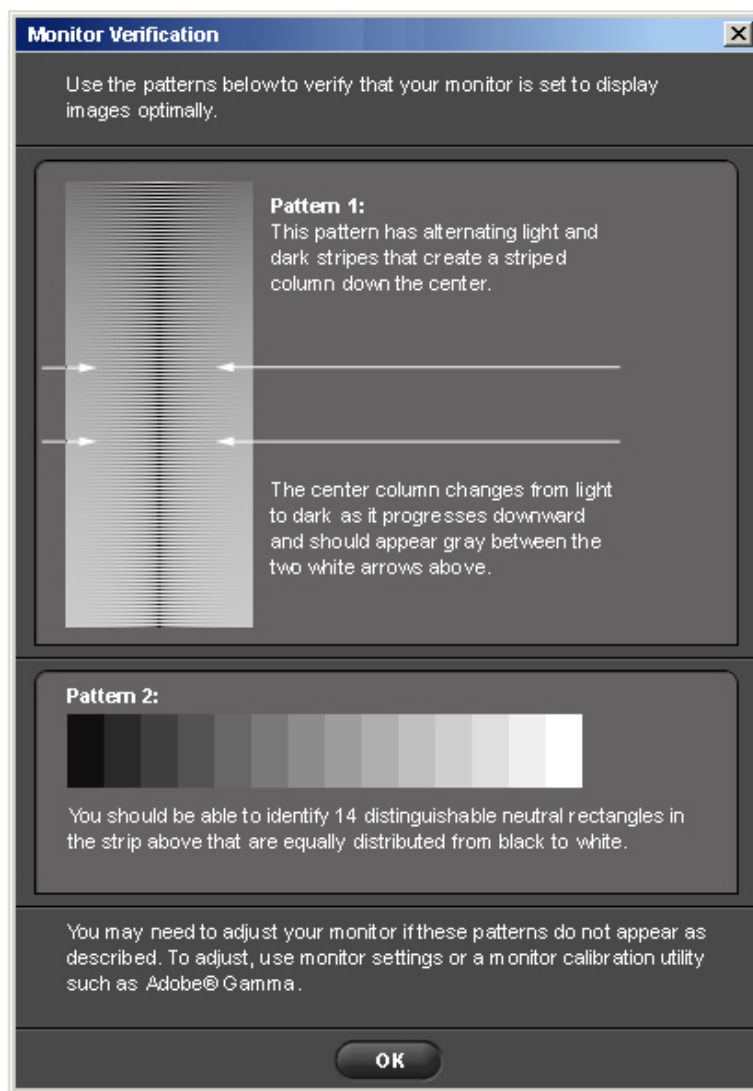 Monitor Verification
Use the patterns below to verify that your monitor is set to display
images optimally.
Pattern 1:
This pattern has alternating light and
dark stripes that create a striped
column down the center.
The center column changes from light
to dark as it progresses downward
and should appear gray between the
two white arrows above.
Pattern 2:
You should be able to identify 14 distinguishable neutral rectangles in
the strip above that are equally distributed from black to white.
You may need to adjust your monitor if these patterns do not appear as
described. To adjust, use monitor settings or a monitor calibration utility
such as Adobe® Gamma.
OK